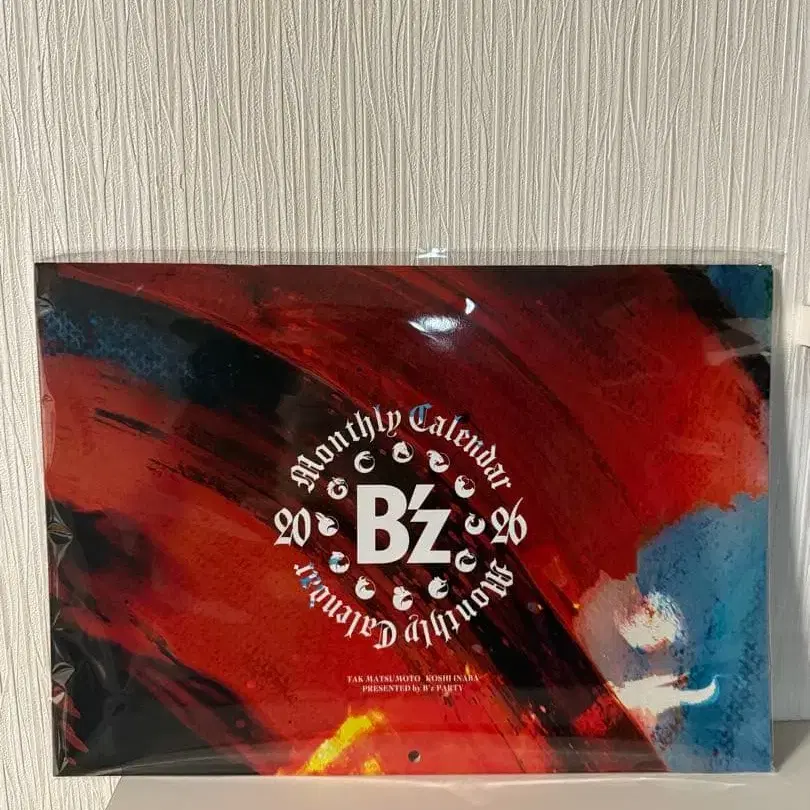 Monthly Calendar
20 B'z 26
Monthly Calendar
TAK MATSUMOTO KOSHI INABA
PRESENTED by B'z PARTY